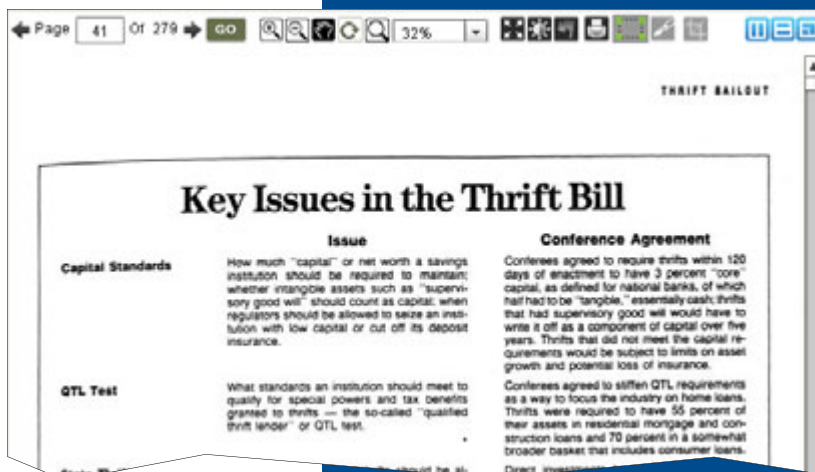 Page 41 Of 279 GO 32%
THRIFT BAILOUT
Key Issues in the Thrift Bill
Issue
Conference Agreement
Capital Standards
How much "capital" or net worth a savings
institution should be required to maintain;
whether intangible assets such as "supervi-
sory good will" should count as capital; when
regulators should be allowed to seize an insti-
tution with low capital or cut off its deposit
insurance.
Conferees agreed to require thrifts within 120
days of enactment to have 3 percent "core"
capital, as defined for national banks, of which
half had to be "tangible," essentially cash; thrifts
that had supervisory good will would have to
write it off as a component of capital over five
years. Thrifts that did not meet the capital re-
quirements would be subject to limits on asset
growth and potential loss of insurance.
QTL Test
What standards an institution should meet to
qualify for special powers and tax benefits
granted to thrifts — the so-called "qualified
thrift lender" or QTL test.
Conferees agreed to stiffen QTL requirements
as a way to focus the industry on home loans.
Thrifts were required to have 55 percent of
their assets in residential mortgage and con-
struction loans and 70 percent in a somewhat
broader basket that includes consumer loans.
should be al-
Direct